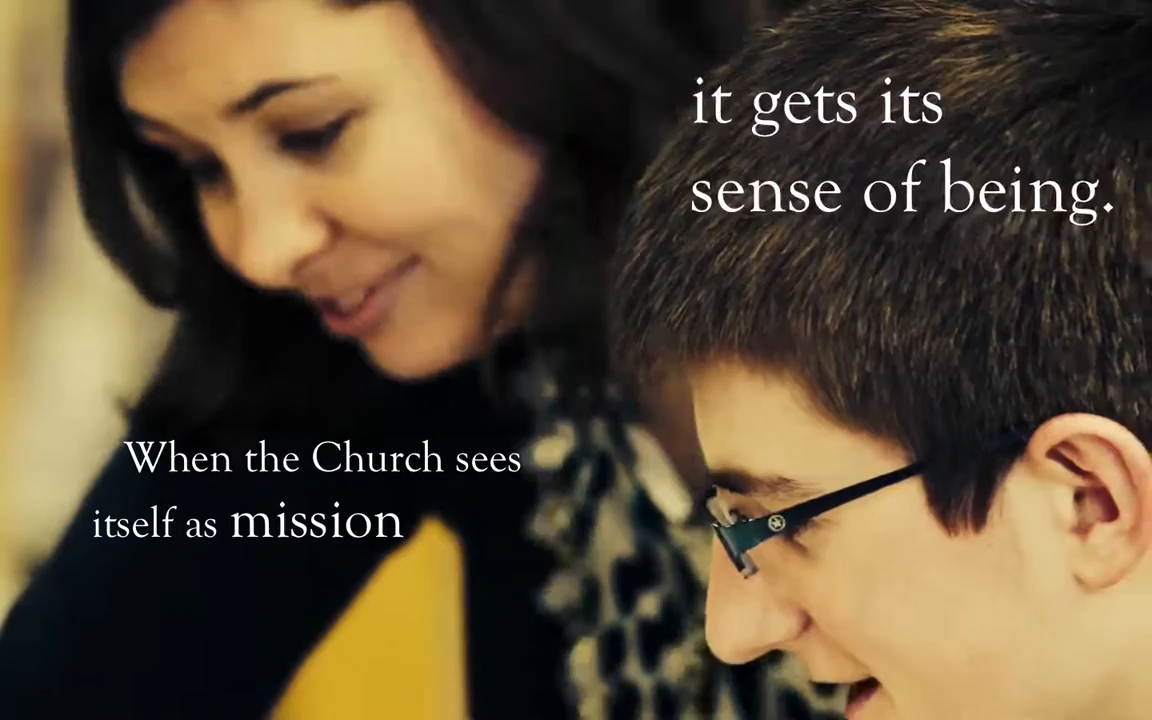 When the Church sees
itself as mission
it gets its
sense of being.